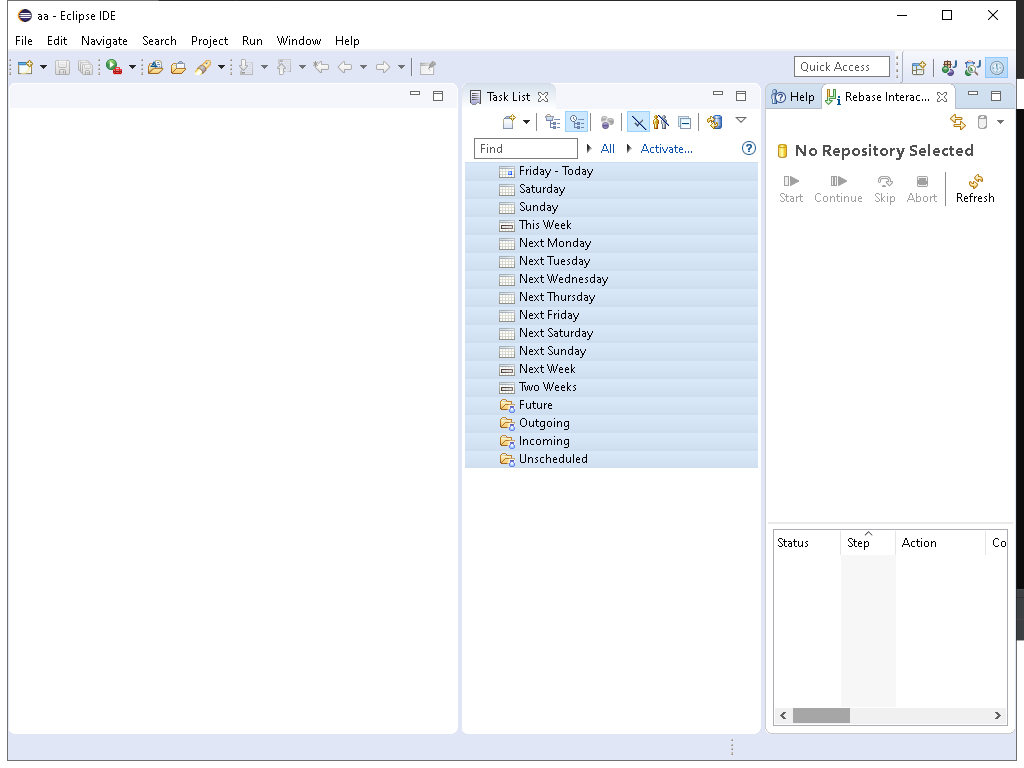 aa - Eclipse IDE
File Edit Navigate Search Project Run Window Help
Quick Access
Task List
Find All Activate...
Friday - Today
Saturday
Sunday
This Week
Next Monday
Next Tuesday
Next Wednesday
Next Thursday
Next Friday
Next Saturday
Next Sunday
Next Week
Two Weeks
Future
Outgoing
Incoming
Unscheduled
Help Rebase Interac...
No Repository Selected
Start Continue Skip Abort Refresh
Status Step Action Co